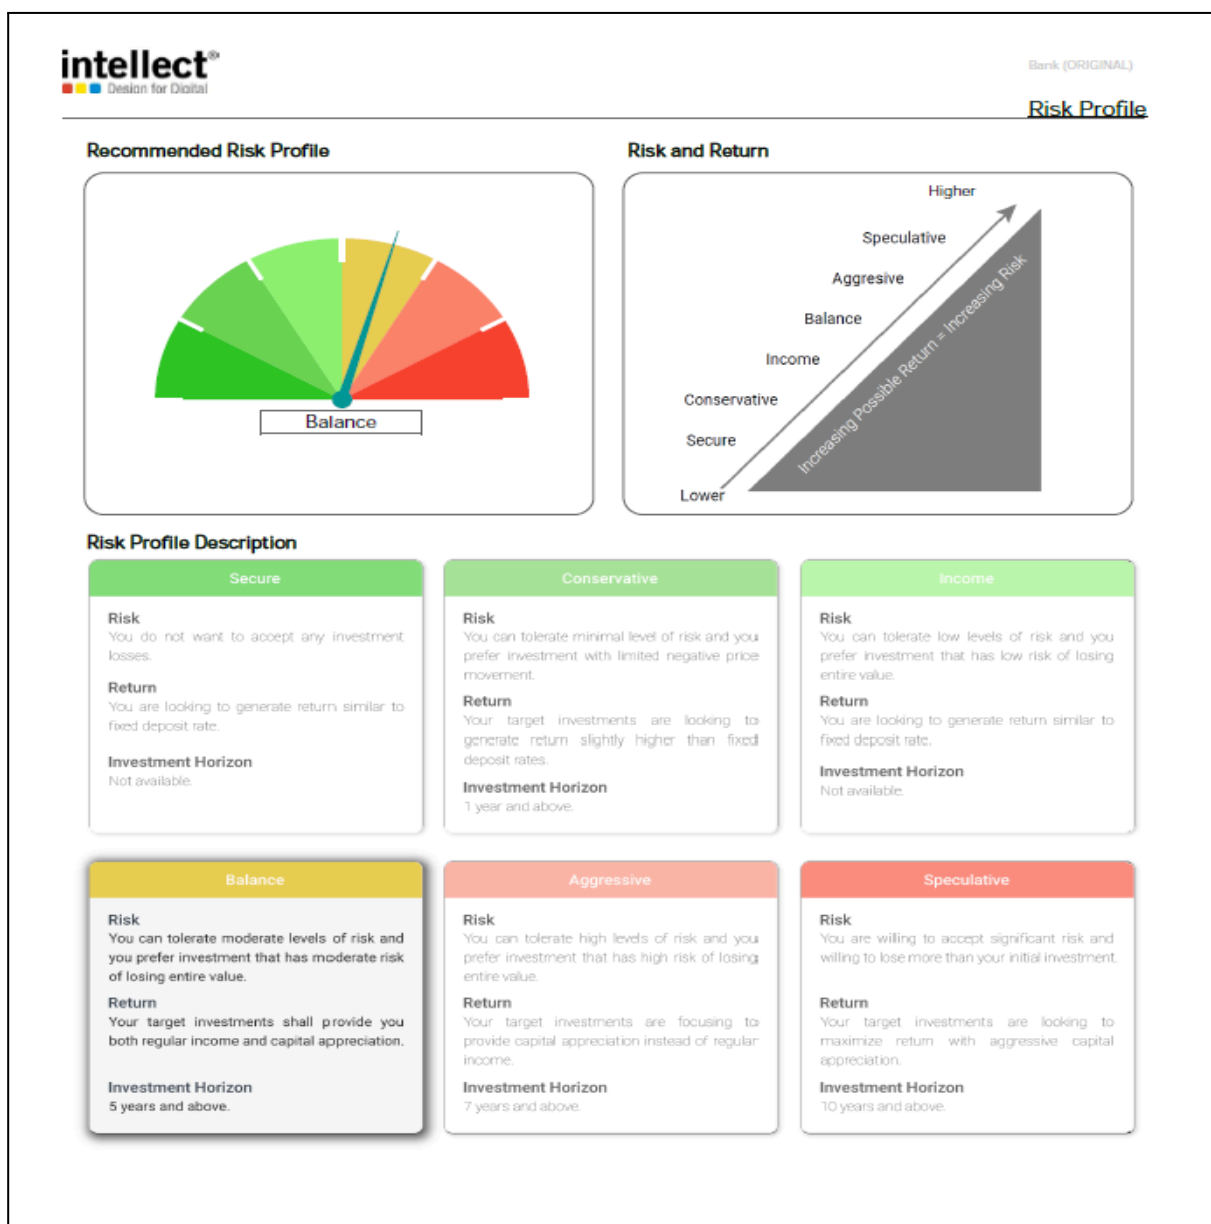 intellect®
Design for Digital
Bank (ORIGINAL)
Risk Profile
Recommended Risk Profile
Balance
Risk and Return
Higher
Speculative
Aggresive
Balance
Income
Conservative
Secure
Lower
Increasing Possible Return = Increasing Risk
Risk Profile Description
Secure
Risk
You do not want to accept any investment
losses.
Return
You are looking to generate return similar to
fixed deposit rate.
Investment Horizon
Not available.
Conservative
Risk
You can tolerate minimal level of risk and you
prefer investment with limited negative price
movement.
Return
Your target investments are looking to
generate return slightly higher than fixed
deposit rates.
Investment Horizon
1 year and above.
Income
Risk
You can tolerate low levels of risk and you
prefer investment that has low risk of losing
entire value.
Return
You are looking to generate return similar to
fixed deposit rate.
Investment Horizon
Not available.
Balance
Risk
You can tolerate moderate levels of risk and
you prefer investment that has moderate risk
of losing entire value.
Return
Your target investments shall provide you
both regular income and capital appreciation.
Investment Horizon
5 years and above.
Aggressive
Risk
You can tolerate high levels of risk and you
prefer investment that has high risk of losing
entire value.
Return
Your target investments are focusing to
provide capital appreciation instead of regular
income.
Investment Horizon
7 years and above.
Speculative
Risk
You are willing to accept significant risk and
willing to lose more than your initial investment.
Return
Your target investments are looking to
maximize return with aggressive capital
appreciation.
Investment Horizon
10 years and above.